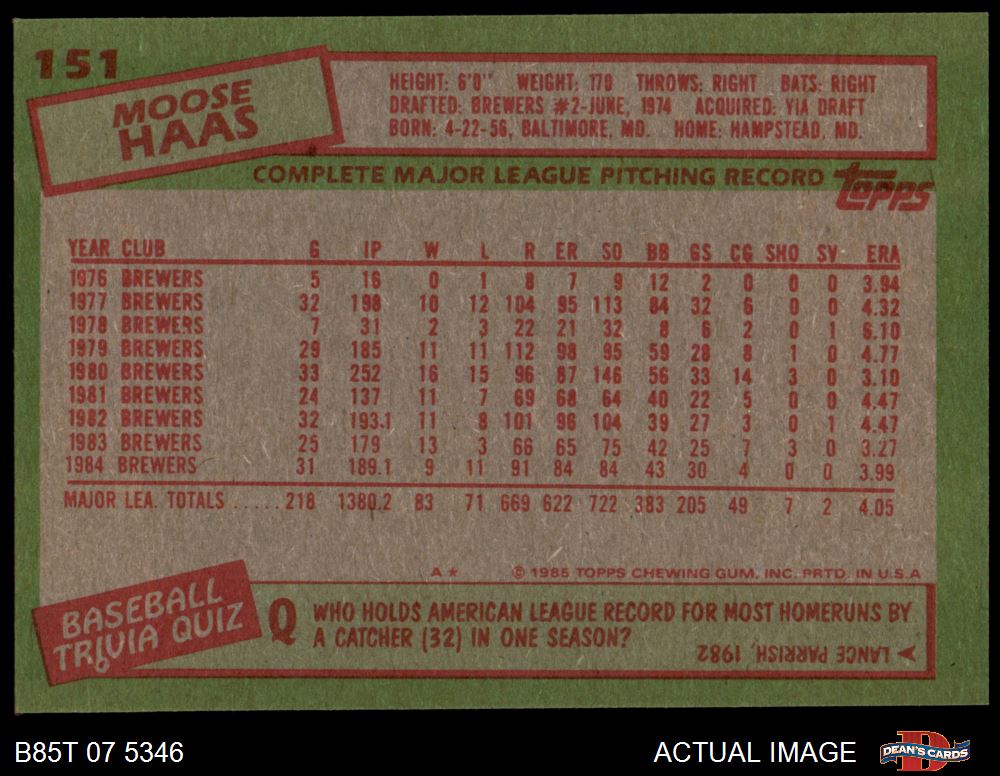 151
MOOSE
HAAS
HEIGHT: 6'0" WEIGHT: 170 THROWS: RIGHT BATS: RIGHT
DRAFTED: BREWERS #2-JUNE, 1974 ACQUIRED: VIA DRAFT
BORN: 4-22-56, BALTIMORE, MD. HOME: HAMPSTEAD, MD.
COMPLETE MAJOR LEAGUE PITCHING RECORD topps
YEAR CLUB G IP W L R ER SO BB GS CG SHO SV ERA
1976 BREWERS 5 16 0 1 8 7 9 12 2 0 0 0 3.94
1977 BREWERS 32 198 10 12 104 95 113 84 32 6 0 0 4.32
1978 BREWERS 7 31 2 3 22 21 32 8 6 2 0 1 6.10
1979 BREWERS 29 185 11 11 112 98 95 59 28 8 1 0 4.77
1980 BREWERS 33 252 16 15 96 87 146 56 33 14 3 0 3.10
1981 BREWERS 24 137 11 7 69 68 64 40 22 5 0 0 4.47
1982 BREWERS 32 193.1 11 8 101 96 104 39 27 3 0 1 4.47
1983 BREWERS 25 179 13 3 66 65 75 42 25 7 3 0 3.27
1984 BREWERS 31 189.1 9 11 91 84 84 43 30 4 0 0 3.99
MAJOR LEA. TOTALS ..... 218 1380.2 83 71 669 622 722 383 205 49 7 2 4.05
A* © 1985 TOPPS CHEWING GUM, INC. PRTD. IN U.S.A
BASEBALL
TRIVIA QUIZ
Q WHO HOLDS AMERICAN LEAGUE RECORD FOR MOST HOMERUNS BY
A CATCHER (32) IN ONE SEASON?
LANCE PARRISH, 1982
B85T 07 5346 ACTUAL IMAGE DEAN'S CARDS